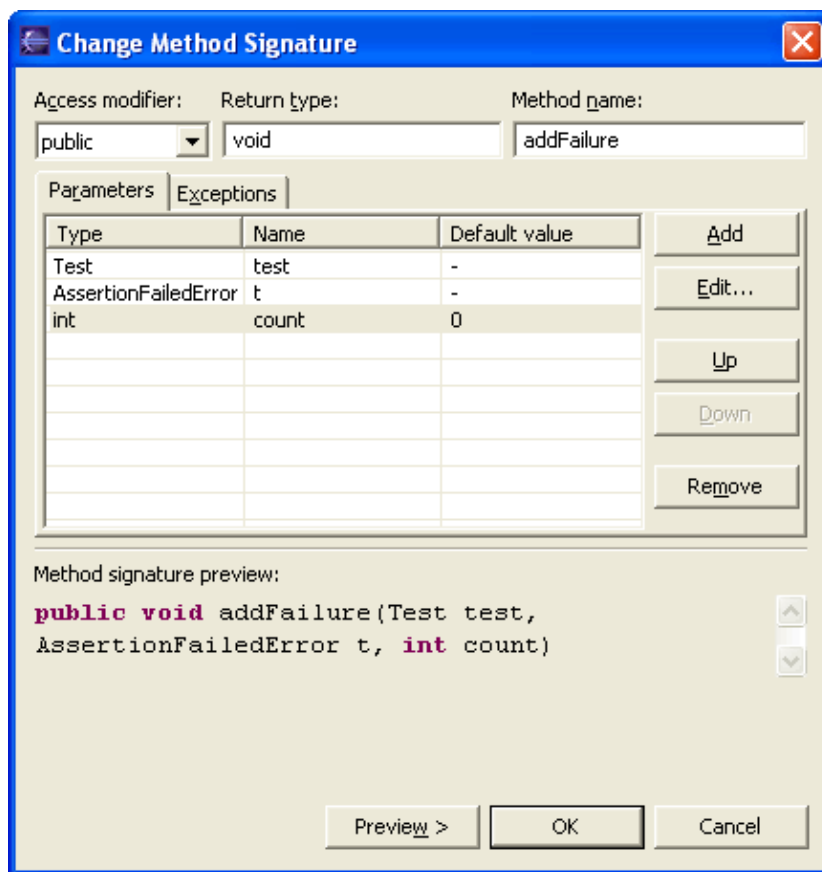 Change Method Signature
Access modifier: Return type: Method name:
public void addFailure
Parameters Exceptions
Type Name Default value
Test test -
AssertionFailedError t -
int count 0
Add
Edit...
Up
Down
Remove
Method signature preview:
public void addFailure(Test test,
AssertionFailedError t, int count)
Preview > OK Cancel